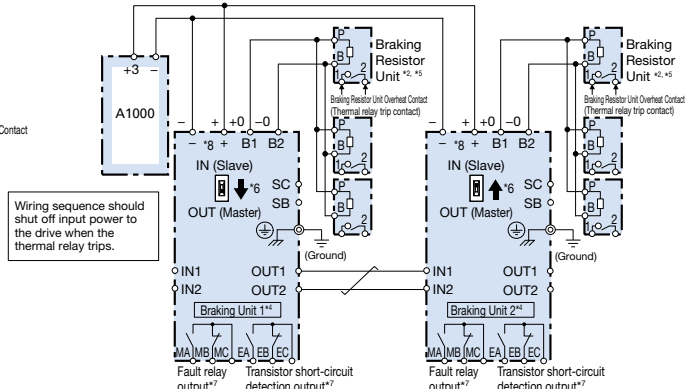 +3 –
A1000
Contact
Wiring sequence should
shut off input power to
the drive when the
thermal relay trips.
P
B
1 2
Braking
Resistor
Unit *2, *5
Braking Resistor Unit Overheat Contact
(Thermal relay trip contact)
P
B
1 2
P
B
1 2
– + +0 –0
– *8 + B1 B2
IN (Slave)
*6
SC
OUT (Master)
SB
(Ground)
IN1 OUT1
IN2 OUT2
Braking Unit 1*4
MA MB MC EA EB EC
Fault relay
output*7
Transistor short-circuit
detection output*7
P
B
1 2
Braking
Resistor
Unit *2, *5
Braking Resistor Unit Overheat Contact
(Thermal relay trip contact)
P
B
1 2
P
B
1 2
– + +0 –0
– *8 + B1 B2
IN (Slave)
*6
SC
OUT (Master)
SB
(Ground)
IN1 OUT1
IN2 OUT2
Braking Unit 2*4
MA MB MC EA EB EC
Fault relay
output*7
Transistor short-circuit
detection output*7